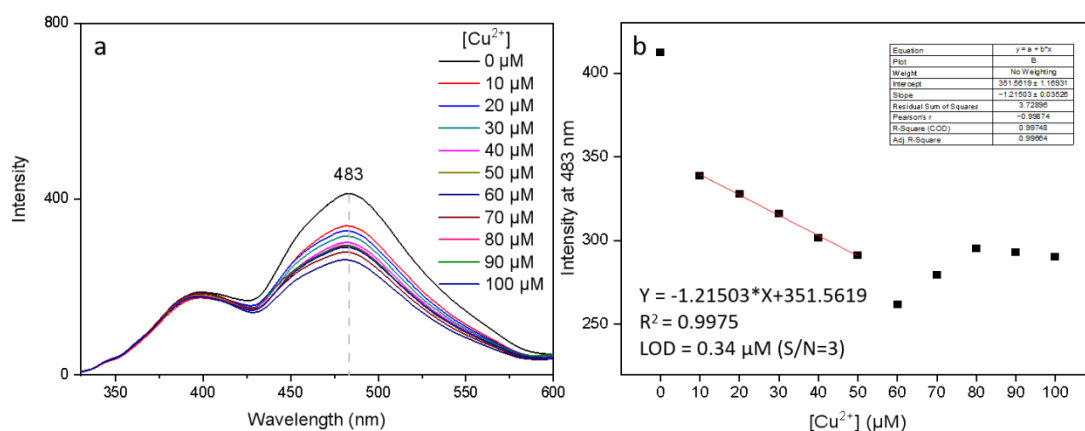 a
800
400
0
Intensity
350
400
450
500
550
600
Wavelength (nm)
483
[Cu²⁺]
0 µM
10 µM
20 µM
30 µM
40 µM
50 µM
60 µM
70 µM
80 µM
90 µM
100 µM
b
400
350
300
250
Intensity at 483 nm
0
10
20
30
40
50
60
70
80
90
100
[Cu²⁺] (µM)
Equation y = a + b*x
Plot B
Weight No Weighting
Intercept 351.5619 ± 1.16931
Slope −1.21503 ± 0.03526
Residual Sum of Squares 3.72896
Pearson's r −0.99874
R-Square (COD) 0.99748
Adj. R-Square 0.99664
Y = -1.21503*X+351.5619
R² = 0.9975
LOD = 0.34 µM (S/N=3)